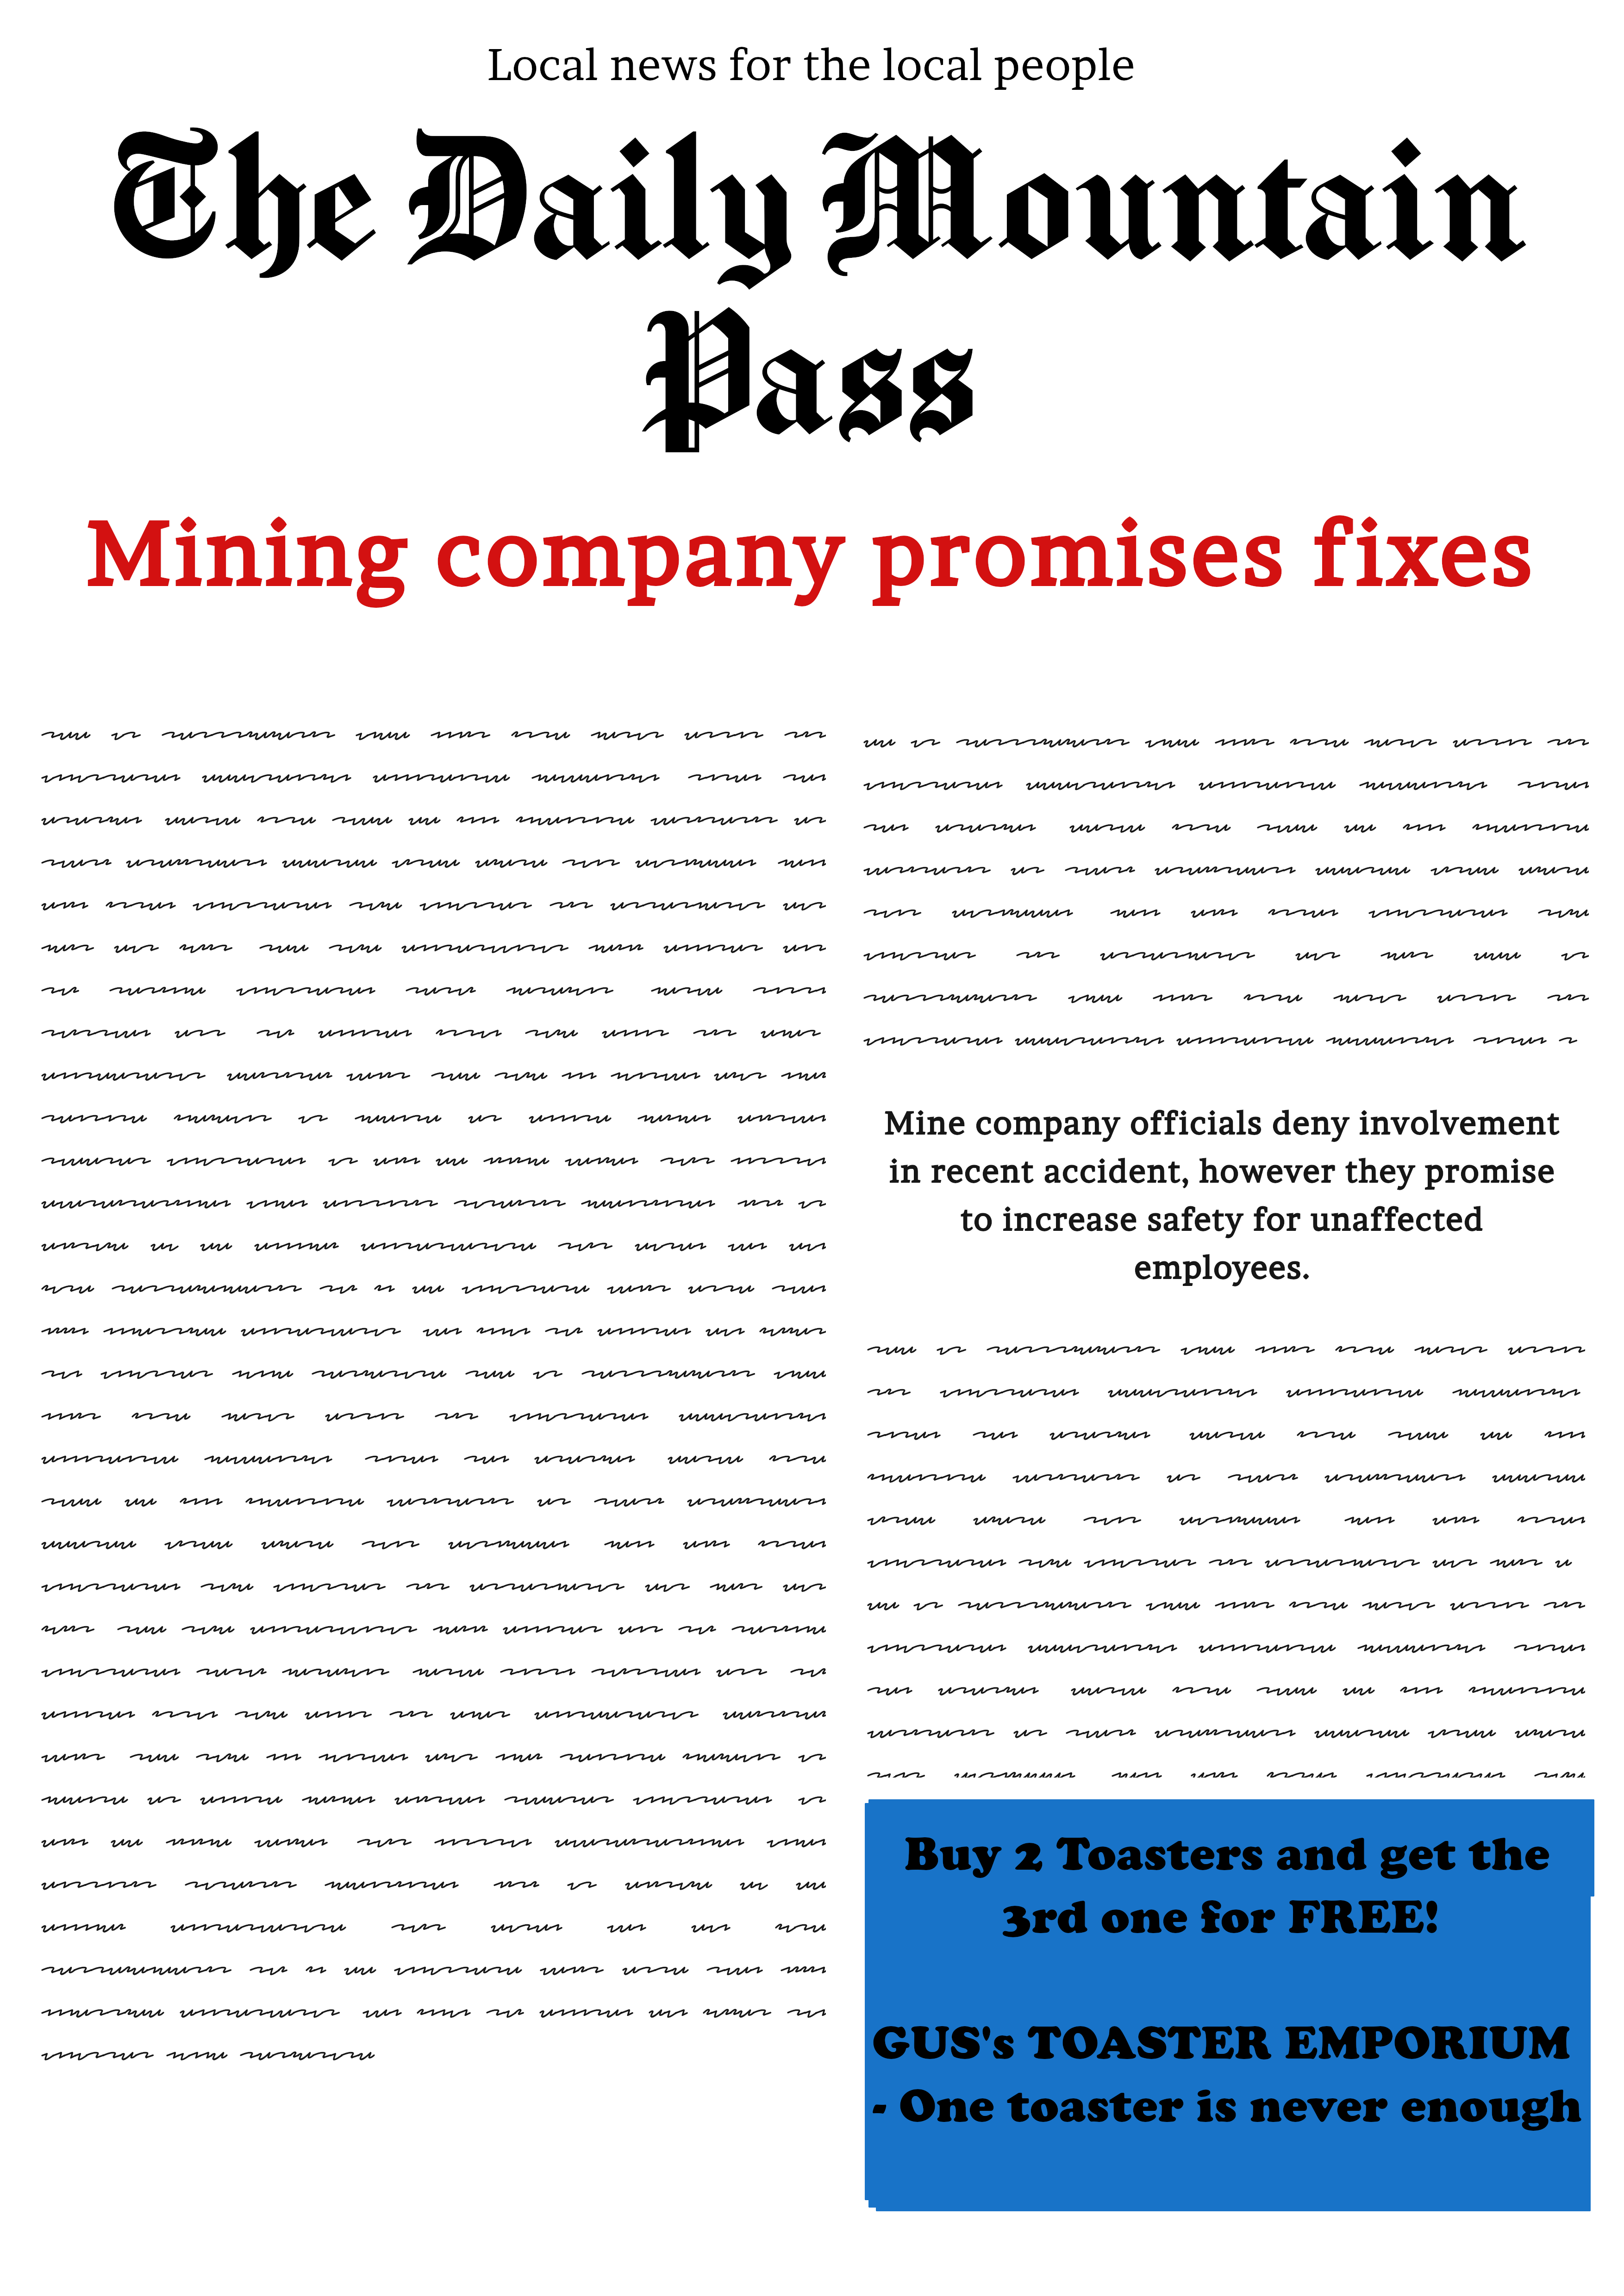 Local news for the local people
The Daily Mountain
Pass
Mining company promises fixes
Mine company officials deny involvement
in recent accident, however they promise
to increase safety for unaffected
employees.
Buy 2 Toasters and get the
3rd one for FREE!
GUS's TOASTER EMPORIUM
- One toaster is never enough